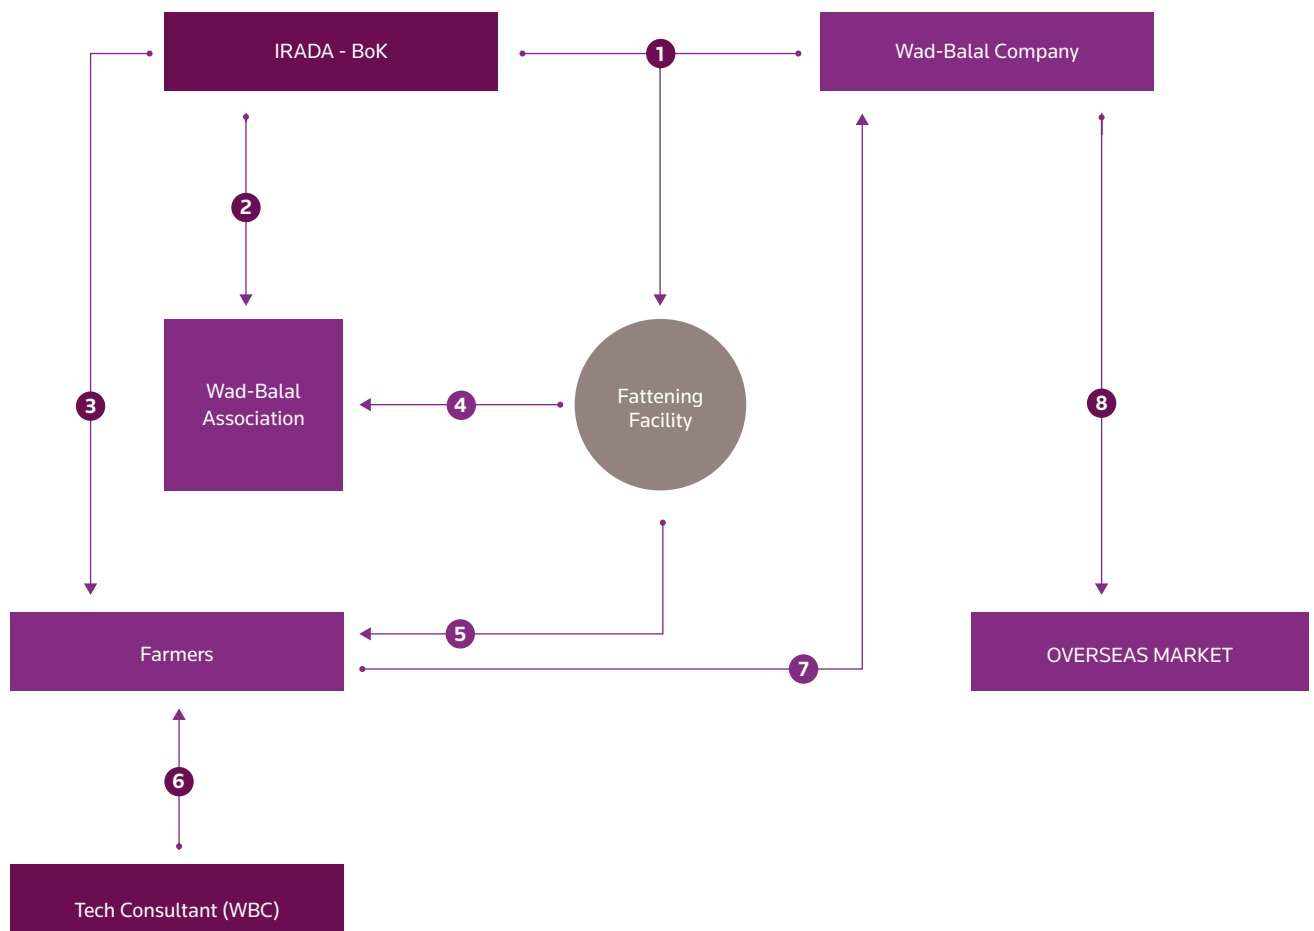 IRADA - BoK
1
Wad-Balal Company
2
Wad-Balal
Association
3
4
Fattening
Facility
8
5
Farmers
7
OVERSEAS MARKET
6
Tech Consultant (WBC)